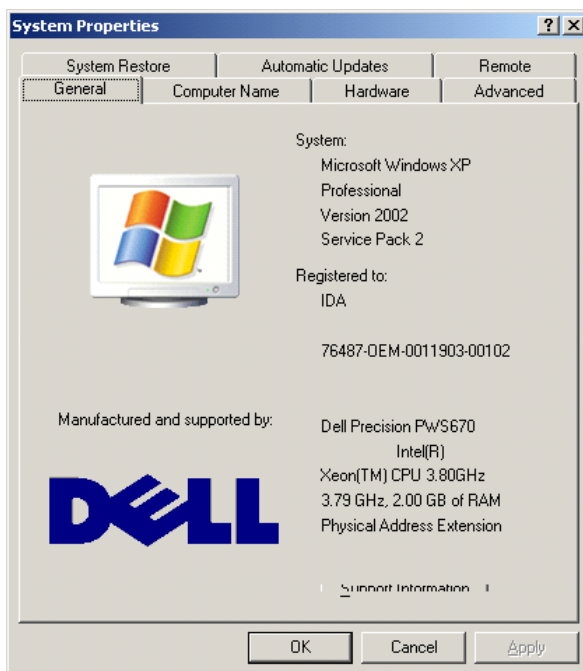 System Properties
System Restore
Automatic Updates
Remote
General
Computer Name
Hardware
Advanced
System:
Microsoft Windows XP
Professional
Version 2002
Service Pack 2
Registered to:
IDA
76487-OEM-0011903-00102
Manufactured and supported by:
DELL
Dell Precision PWS670
Intel(R)
Xeon(TM) CPU 3.80GHz
3.79 GHz, 2.00 GB of RAM
Physical Address Extension
Support Information
OK
Cancel
Apply